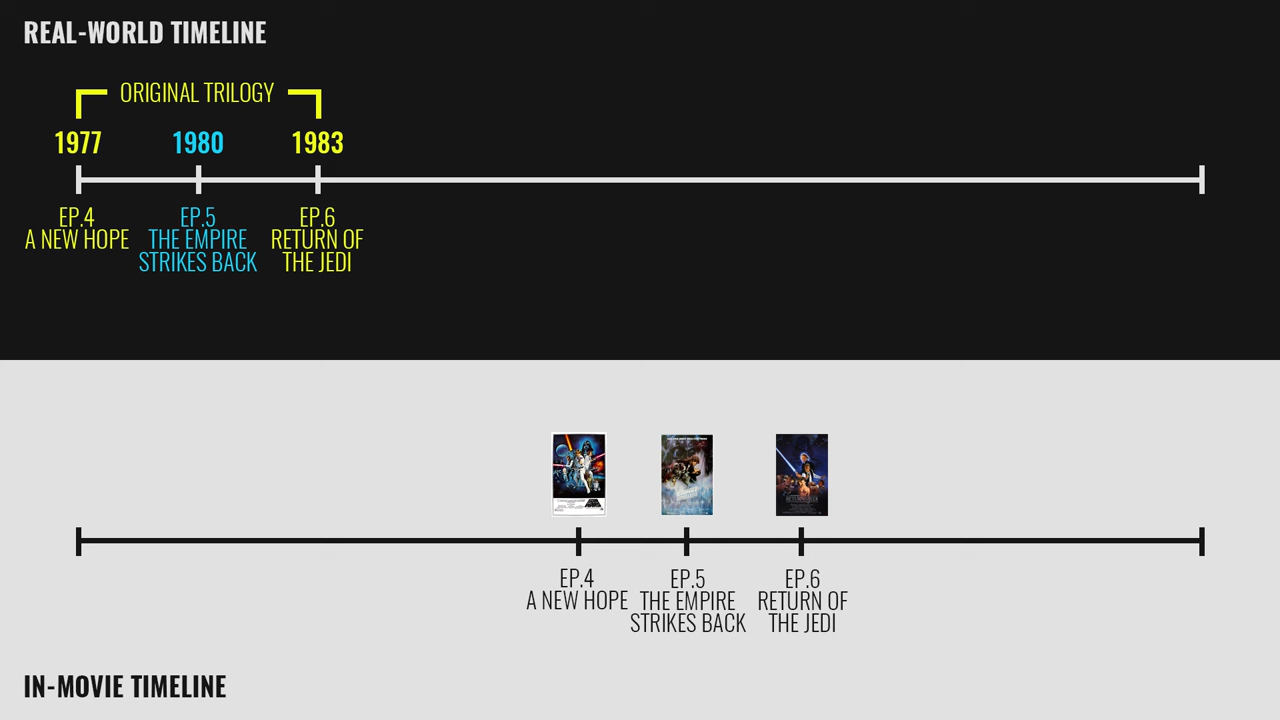 REAL-WORLD TIMELINE
ORIGINAL TRILOGY
1977 1980 1983
EP.4 EP.5 EP.6
A NEW HOPE THE EMPIRE RETURN OF
STRIKES BACK THE JEDI
EP.4 EP.5 EP.6
A NEW HOPE THE EMPIRE RETURN OF
STRIKES BACK THE JEDI
IN-MOVIE TIMELINE